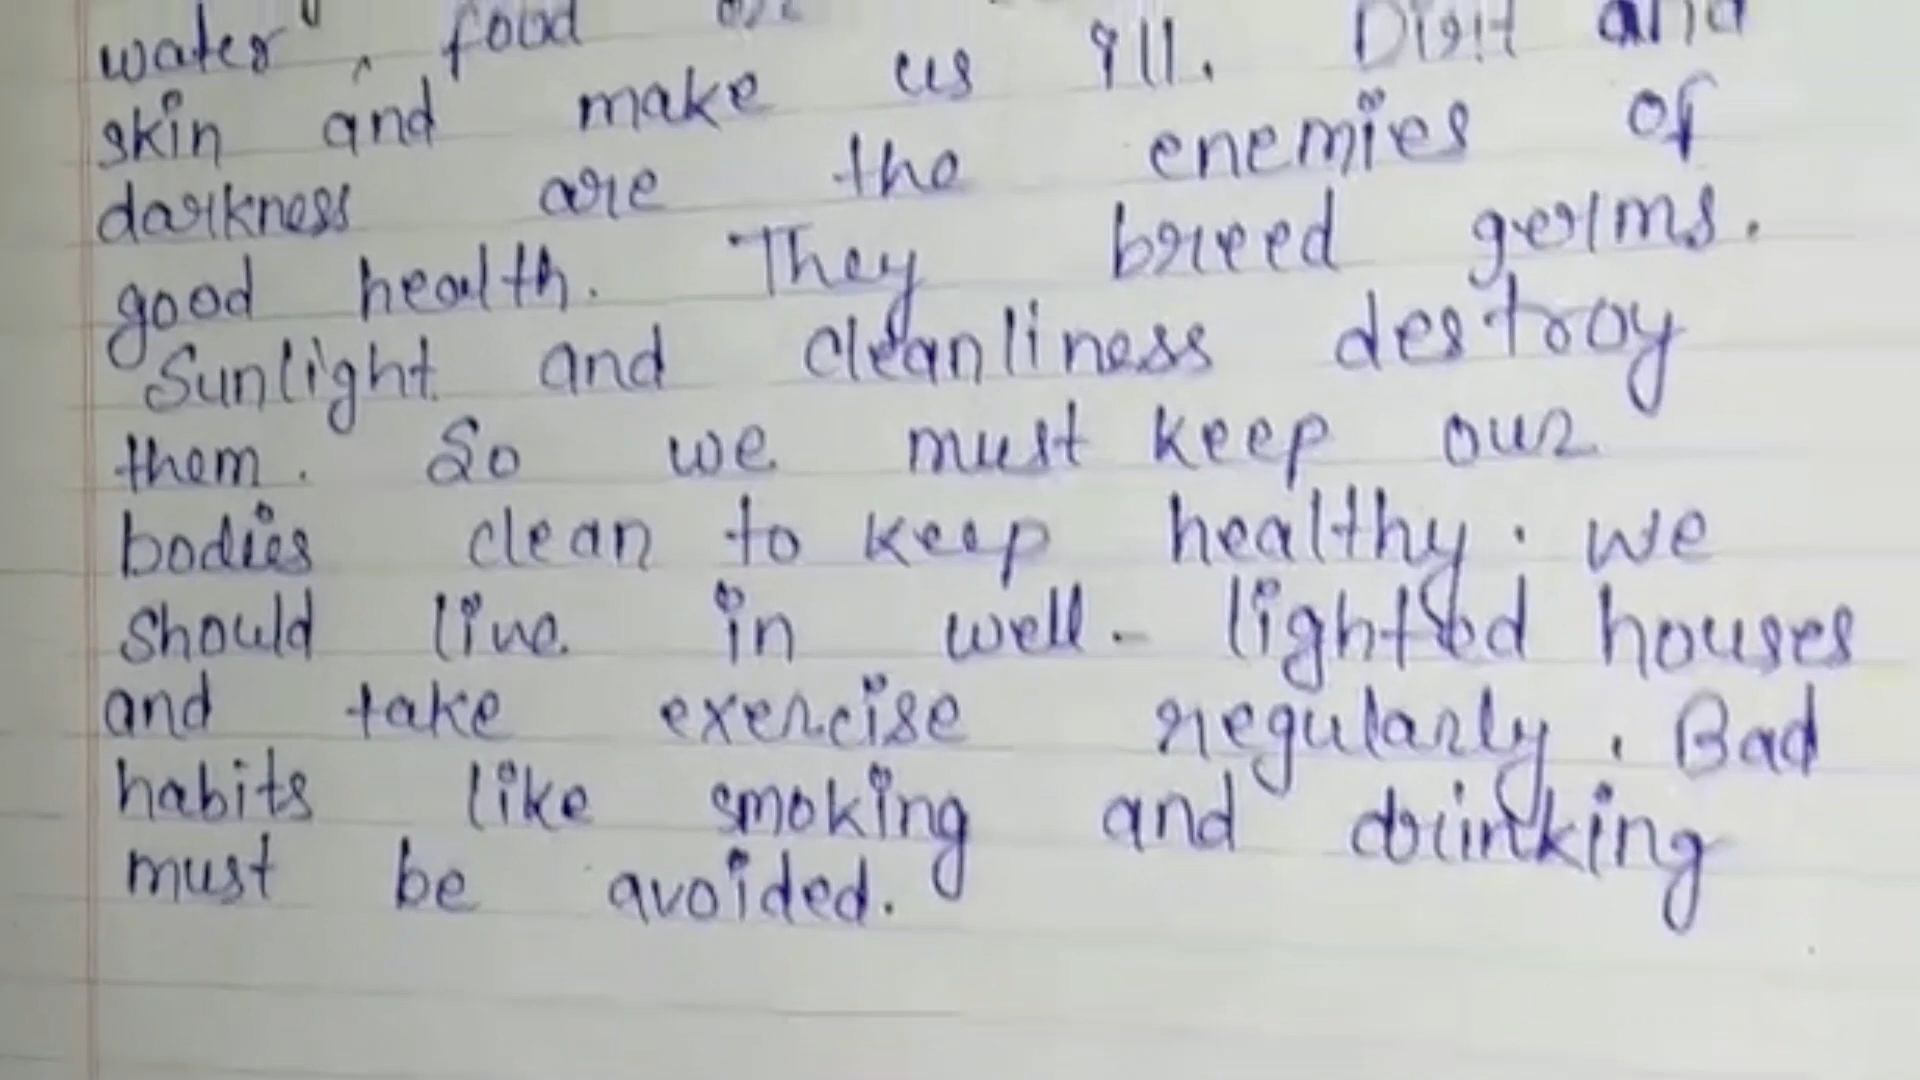 water, food or
skin and make us ill. Dirt and
darkness are the enemies of
good health. They breed germs.
Sunlight and cleanliness destroy
them. So we must keep our
bodies clean to keep healthy. We
should live in well-lighted houses
and take exercise regularly. Bad
habits like smoking and drinking
must be avoided.